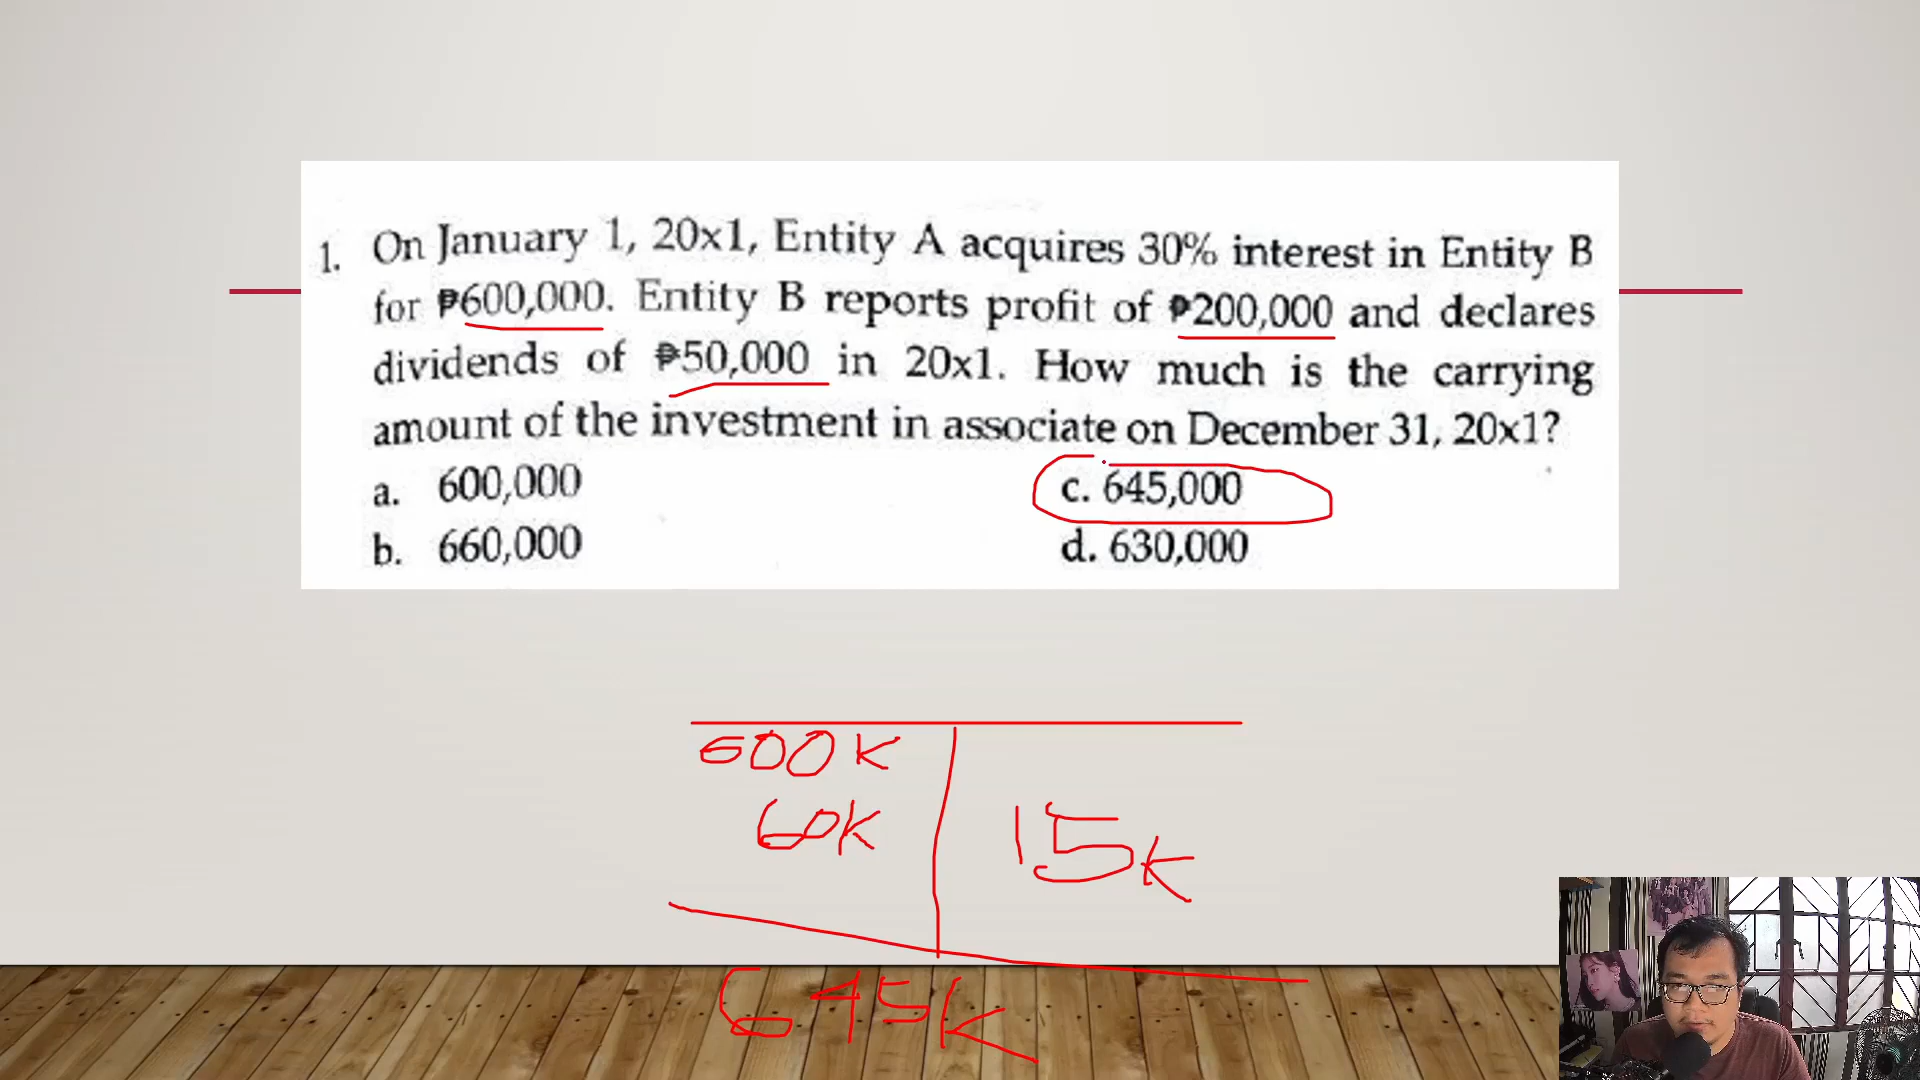 1. On January 1, 20x1, Entity A acquires 30% interest in Entity B
for ₱600,000. Entity B reports profit of ₱200,000 and declares
dividends of ₱50,000 in 20x1. How much is the carrying
amount of the investment in associate on December 31, 20x1?
a. 600,000 c. 645,000
b. 660,000 d. 630,000
600K
60K 15K
645K